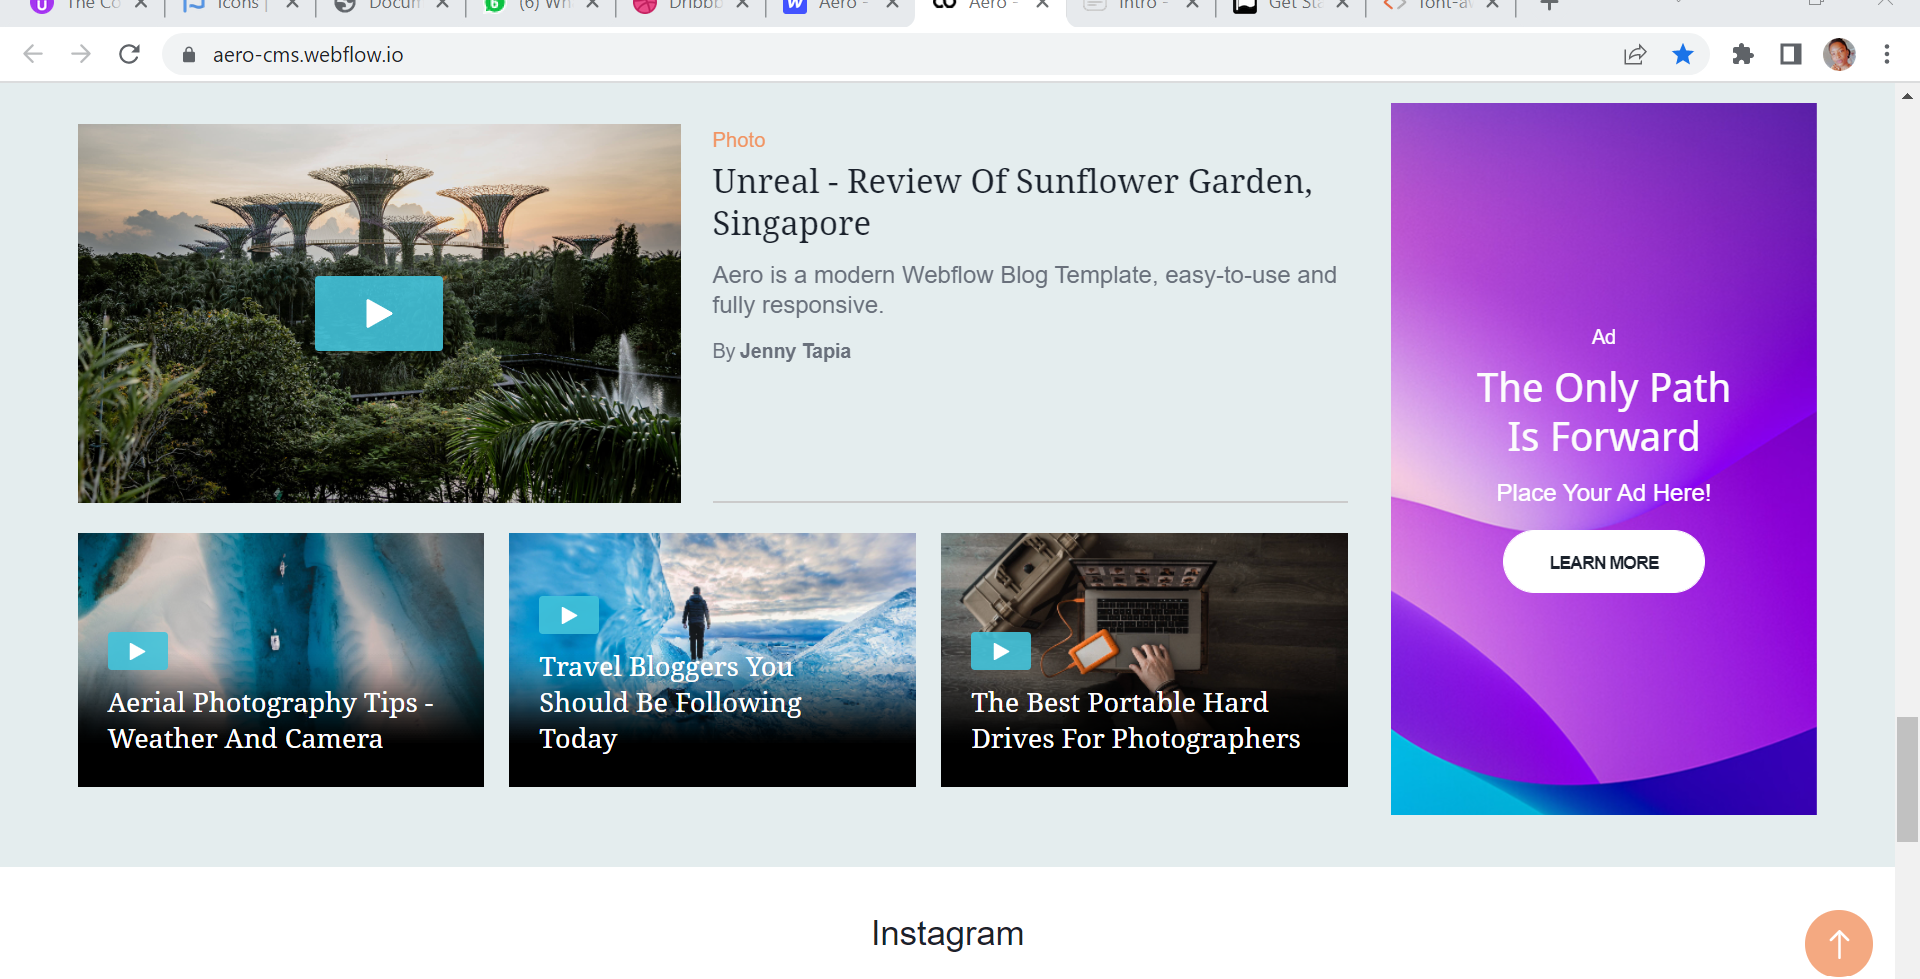 The Co
Icons |
Docum
(6) Wh
Dribbb
Aero -
Aero -
Intro -
Get Sta
font-aw
aero-cms.webflow.io
Photo
Unreal - Review Of Sunflower Garden,
Singapore
Aero is a modern Webflow Blog Template, easy-to-use and
fully responsive.
By Jenny Tapia
Aerial Photography Tips -
Weather And Camera
Travel Bloggers You
Should Be Following
Today
The Best Portable Hard
Drives For Photographers
Ad
The Only Path
Is Forward
Place Your Ad Here!
LEARN MORE
Instagram